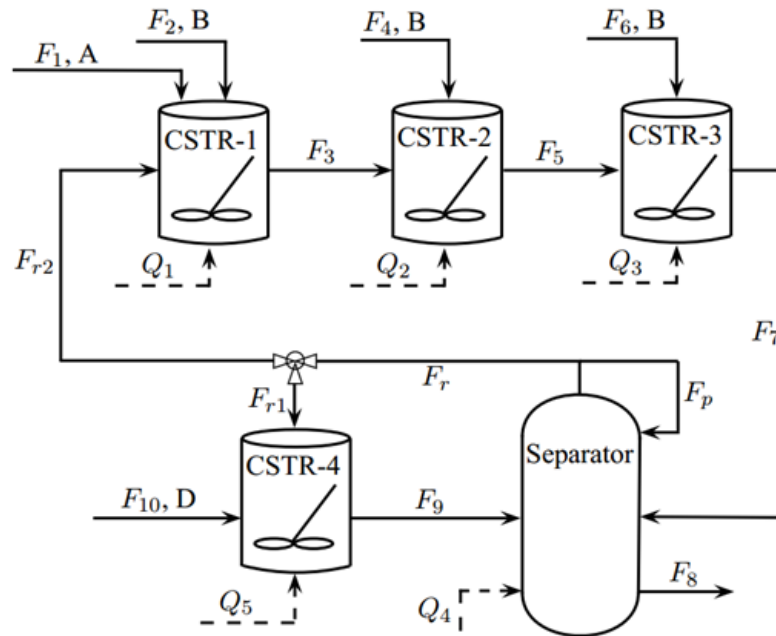 F₂, B
F₄, B
F₆, B
F₁, A
CSTR-1
CSTR-2
CSTR-3
F₃
F₅
Q₁
Q₂
Q₃
Fᵣ₂
F₇
Fᵣ
Fₚ
Fᵣ₁
CSTR-4
Separator
F₁₀, D
F₉
F₈
Q₅
Q₄